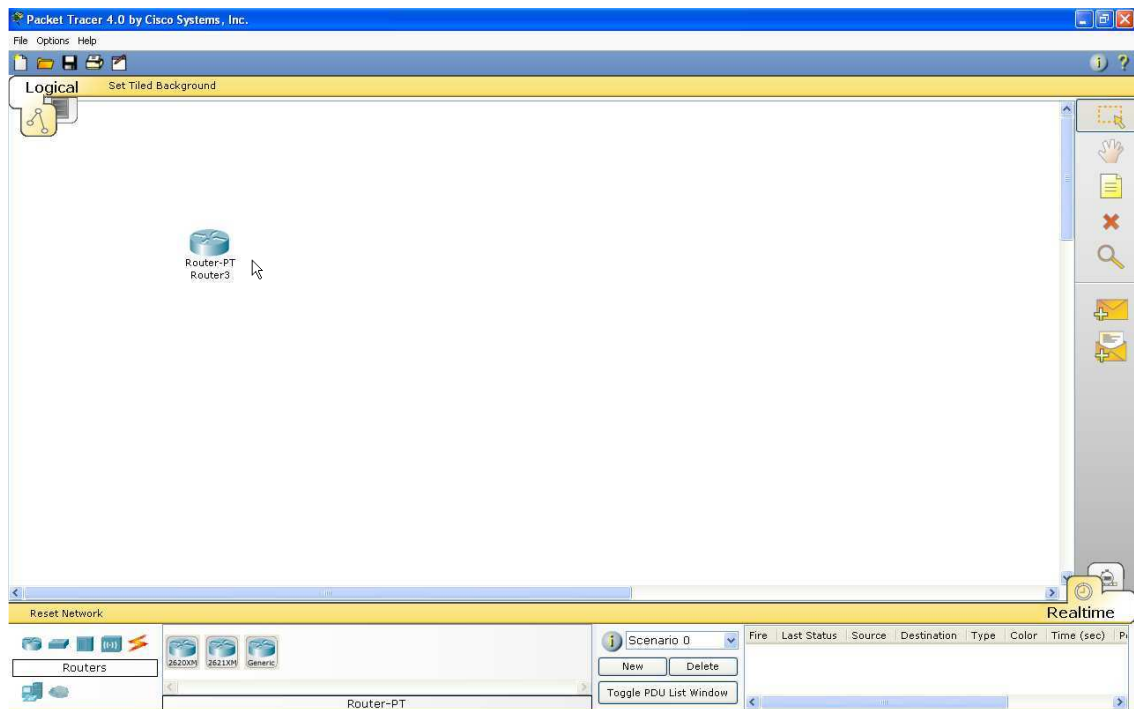 Packet Tracer 4.0 by Cisco Systems, Inc.
File Options Help
Logical Set Tiled Background
Router-PT
Router3
Reset Network
Realtime
Routers
2620XM 2621XM Generic
Router-PT
Scenario 0
New Delete
Toggle PDU List Window
Fire Last Status Source Destination Type Color Time (sec)